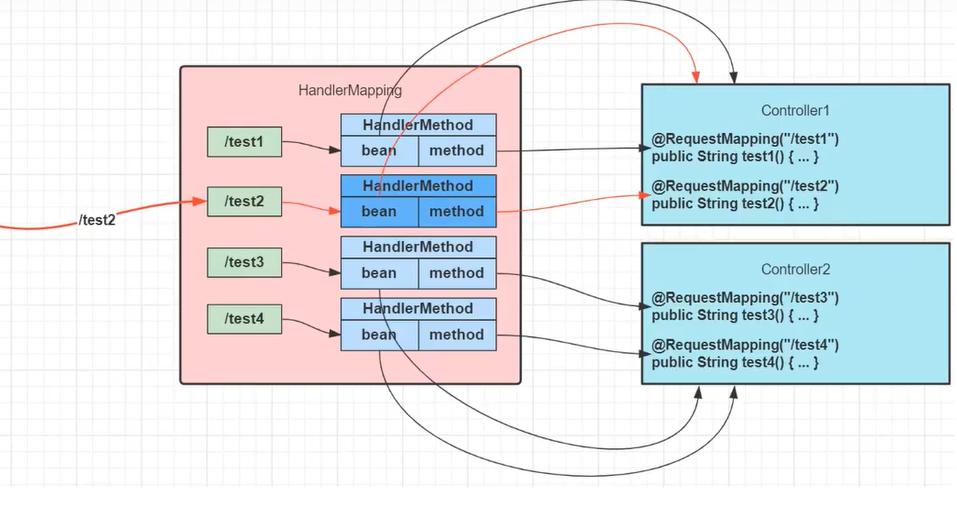 HandlerMapping
/test1
HandlerMethod
bean method
/test2
/test2
HandlerMethod
bean method
/test3
HandlerMethod
bean method
/test4
HandlerMethod
bean method
Controller1
@RequestMapping("/test1")
public String test1() { ... }
@RequestMapping("/test2")
public String test2() { ... }
Controller2
@RequestMapping("/test3")
public String test3() { ... }
@RequestMapping("/test4")
public String test4() { ... }